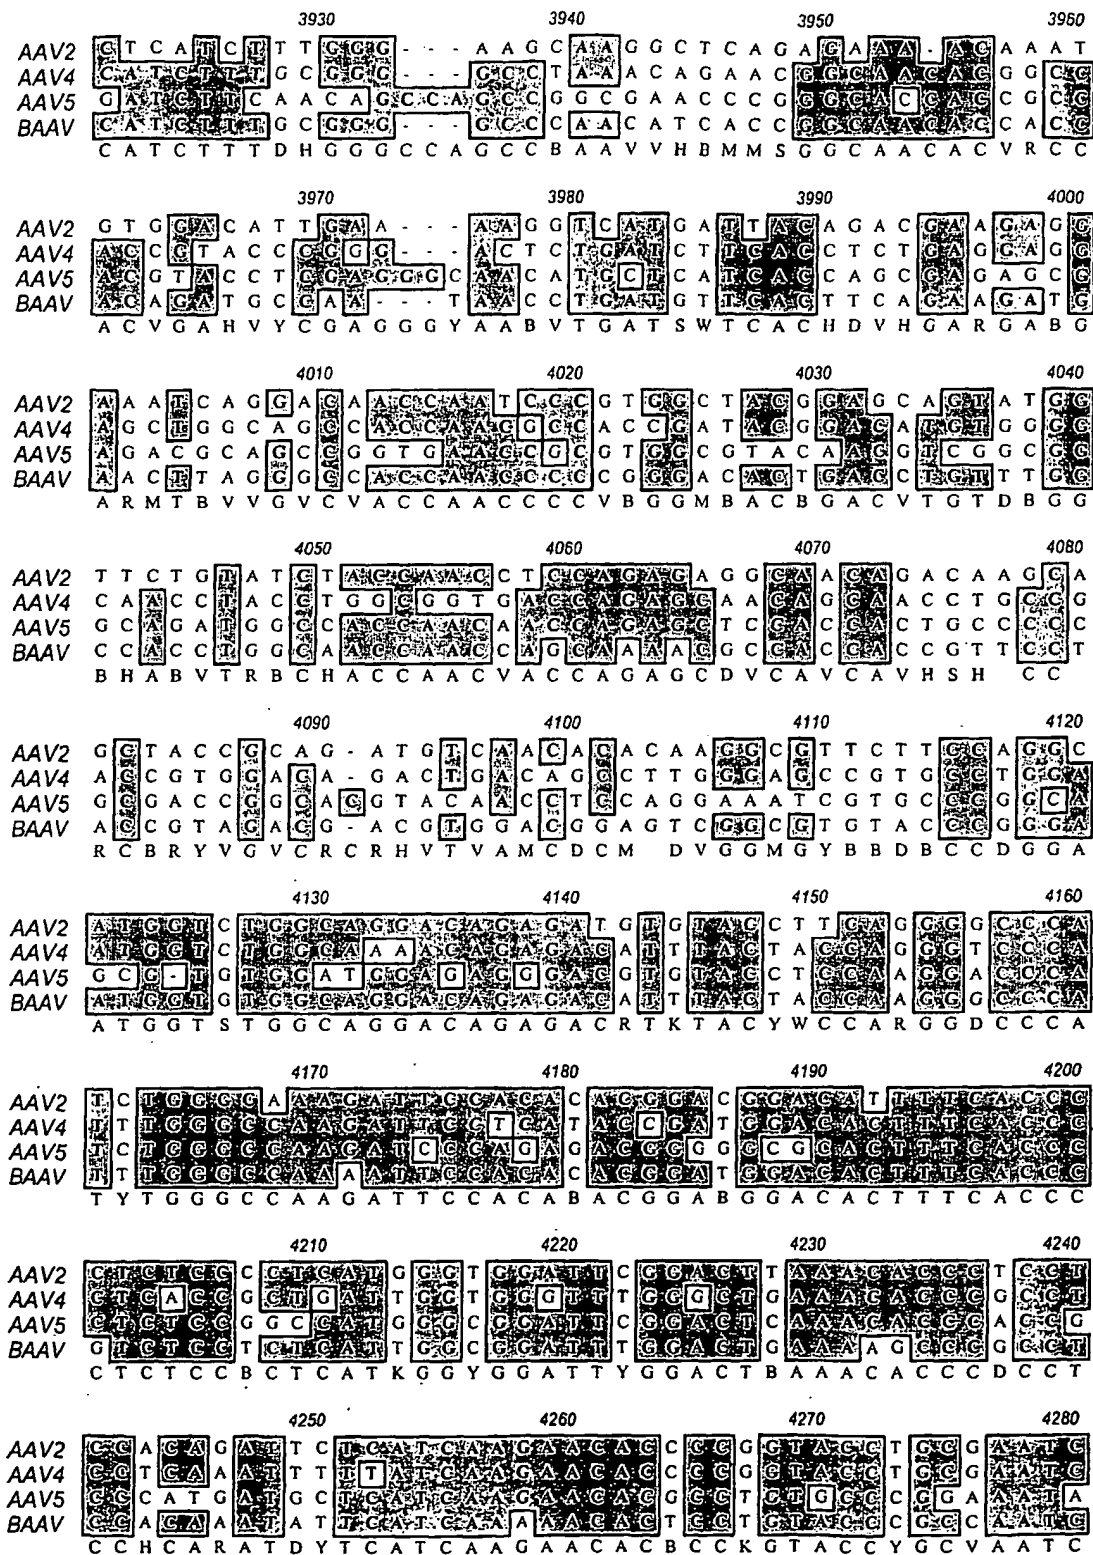 3930 3940 3950 3960
AAV2 C T C A T C T T T G G G - - - A A G C A A G G C T C A G A G A A A - A C A A A T
AAV4 C A T C T T T G C G G G - - - G C C T A A A C A G A A C G G C A A C A C G G C C
AAV5 G A T C T T C A A C A G C C A G C C G G C G A A C C C G G G C A C C A C C G C G
BAAV C A T C T T T G C G G G - - - G C C C A A C A T C A C C G G C A A C A C C A C G
C A T C T T T D H G G G C C A G C C B A A V V H B M M S G G C A A C A C V R C C
3970 3980 3990 4000
AAV2 G T G G A C A T T G A A - - - A A G G T C A T G A T T A C A G A C G A A G A G G
AAV4 A C C G T A C C C G G G - - - A C T C T G A T C T T C A C C T C T G A G C A G G
AAV5 A C G T A C C T C G A G G G C A A C A T G C T C A T C A C C A G C G A G A G C G
BAAV A C A G A T G C G A A - - - T A A C C T G A T G T T C A C T T C A G A A G A T G
A C V G A H V Y C G A G G G Y A A B V T G A T S W T C A C H D V H G A R G A B G
4010 4020 4030 4040
AAV2 A A A T C A G G A G A A C C A A T C C C G T G G C T A C G G A G C A G T A T G G
AAV4 A G C T G G C A G C C A C C A A G G C C A C C G A T A C G G A C A T G T G G G G
AAV5 A G A C G C A G C C G G T G A A G C G C G T G G C G T A C A A G G T C G G C G G
BAAV A A C T T A G G G C C A C C A A G C C C C G G G A C A C T G A G C T G T T T G G
A R M T B V V G V C V A C C A A C C C C V B G G M B A C B G A C V T G T D B G G
4050 4060 4070 4080
AAV2 T T C T G T A T C T A C C A A C C T C C A G A G A G G C A A C A G A C A A G C A
AAV4 C A A C C T A C C T G G C G G T G A C C A G A G C A A C A G C A A C C T G C C G
AAV5 G C A G A T G G C C A C G A A C A A C C A G A G C T C G A C C A C T G C C C C C
BAAV C C A C C T G G C A A G C A A C C A G C A A A A C G C C A C C A C C G T T C C T
B H A B V T R B C H A C C A A C V A C C A G A G C D V C A V C A V H S H C C
4090 4100 4110 4120
AAV2 G G T A C C G C A G - A T G T C A A C A C A C A A G G C G T T C T T G C A G G C
AAV4 A G C G T G G A G A - G A C T G A C A G C C T T G G G A G C C G T G C C T G G A
AAV5 G C G A C C G G C A C G T A C A A C C T C C A G G A A A T C G T G C C G G G C A
BAAV A C C G T A G A C G - A C G T G G A C G G A G T C G G C G T G T A C C C G G G A
R C B R Y V G V C R C R H V T V A M C D C M D V G G M G Y B B D B C C D G G A
4130 4140 4150 4160
AAV2 A T G G T C T G G C A G G A C A G A G A T G T G T A C C T T C A G G G G C C C A
AAV4 A T G G T C T G G C A A A A C A G A G A C A T T T A C T A C C A G G G T C C C A
AAV5 G C G - T G T G G A T G G A G A G G G A C G T G T A C C T C C A A G G A C C C A
BAAV A T G G T G T G G C A G G A C A G A G A C A T T T A C T A C C A A G G G C C C A
A T G G T S T G G C A G G A C A G A G A C R T K T A C Y W C C A R G G D C C C A
4170 4180 4190 4200
AAV2 T C T G G G C A A A G A T T C C A C A C A C G G A C G G A C A T T T T C A C C C
AAV4 T T T G G G C C A A G A T T C C T C A T A C C G A T G G A C A C T T T C A C C C
AAV5 T C T G G G C C A A G A T C C C A G A G A C G G G G G C G C A C T T T C A C C C
BAAV T T T G G G C C A A A A T T C C A C A C A C G G A T G G A C A C T T T C A C C C
T Y T G G G C C A A G A T T C C A C A B A C G G A B G G A C A C T T T C A C C C
4210 4220 4230 4240
AAV2 C T C T C C G C T C A T G G G T G G A T T C G G A C T T A A A C A C C C T C C T
AAV4 C T C A C C G C T G A T T G G T G G G T T T G G G C T G A A A C A C C C G C C T
AAV5 C T C T C C G G C C A T G G G C G G A T T C G G A C T C A A A C A C C C A C C G
BAAV G T C T C C T C T C A T T G G C G G A T T T G G A C T G A A A A G C C C G C C T
C T C T C C B C T C A T K G G Y G G A T T Y G G A C T B A A A C A C C C D C C T
4250 4260 4270 4280
AAV2 C C A C A G A T T C T C A T C A A G A A C A C C C C G G T A C C T G C G A A T C
AAV4 C C T C A A A T T T T T A T C A A G A A C A C C C C G G T A C C T G C G A A T C
AAV5 C C C A T G A T G C T C A T C A A G A A C A C G C C T G T G C C C G G A A A T A
BAAV C C A C A A A T A T T C A T C A A A A A C A C T C C T G T A C C C G C C A A T C
C C H C A R A T D Y T C A T C A A G A A C A C B C C K G T A C C Y G C V A A T C